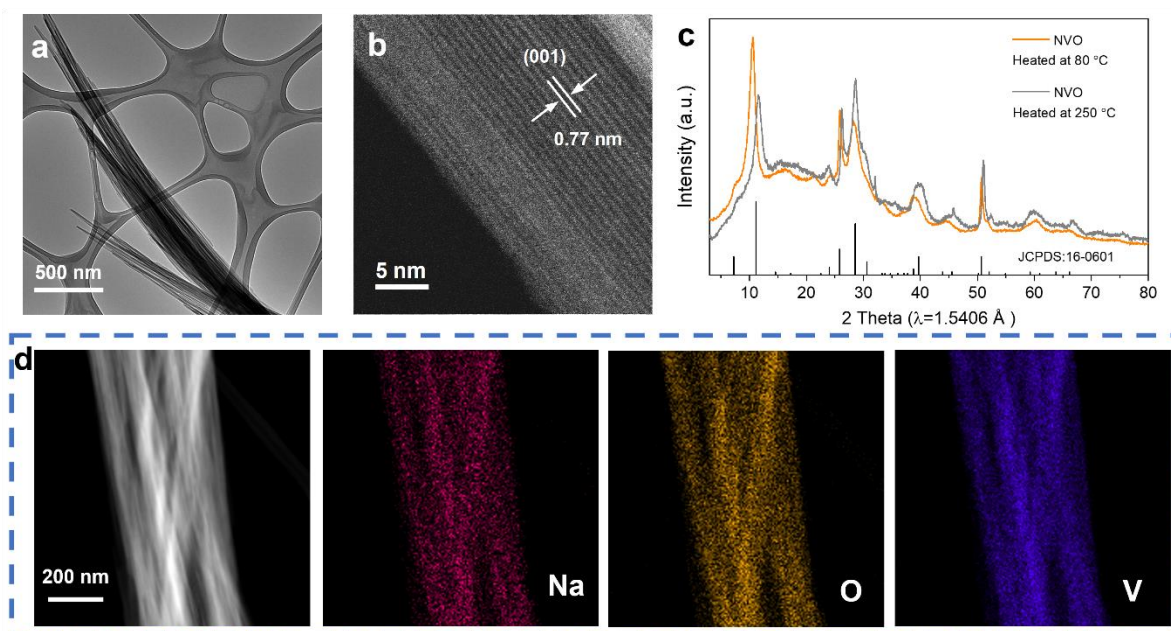 a
500 nm
b
(001)
0.77 nm
5 nm
c
Intensity (a.u.)
NVO
Heated at 80 °C
NVO
Heated at 250 °C
JCPDS:16-0601
10 20 30 40 50 60 70 80
2 Theta (λ=1.5406 Å )
d
200 nm
Na
O
V